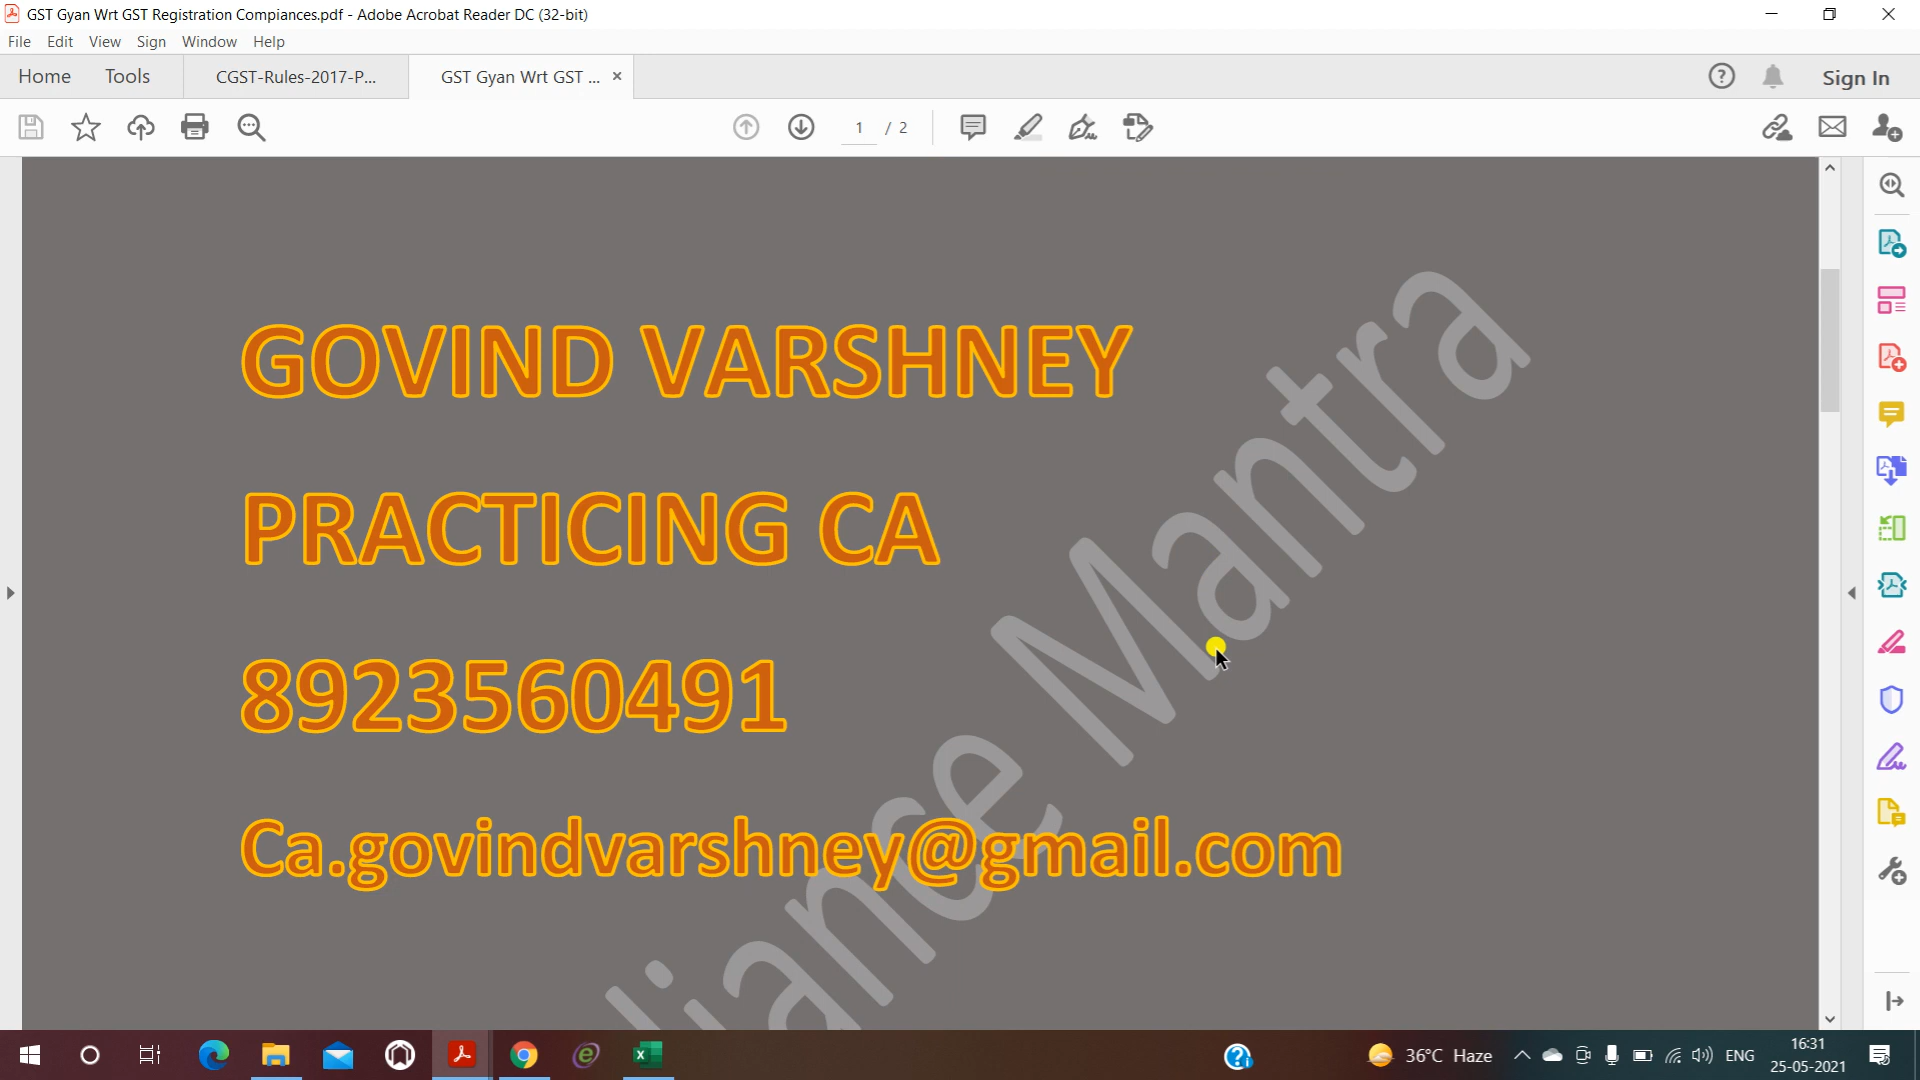 GST Gyan Wrt GST Registration Compiances.pdf - Adobe Acrobat Reader DC (32-bit)
File Edit View Sign Window Help
Home Tools CGST-Rules-2017-P... GST Gyan Wrt GST ... Sign In
1 / 2
GOVIND VARSHNEY
PRACTICING CA
8923560491
Ca.govindvarshney@gmail.com
liance Mantra
36°C Haze ENG 16:31
25-05-2021